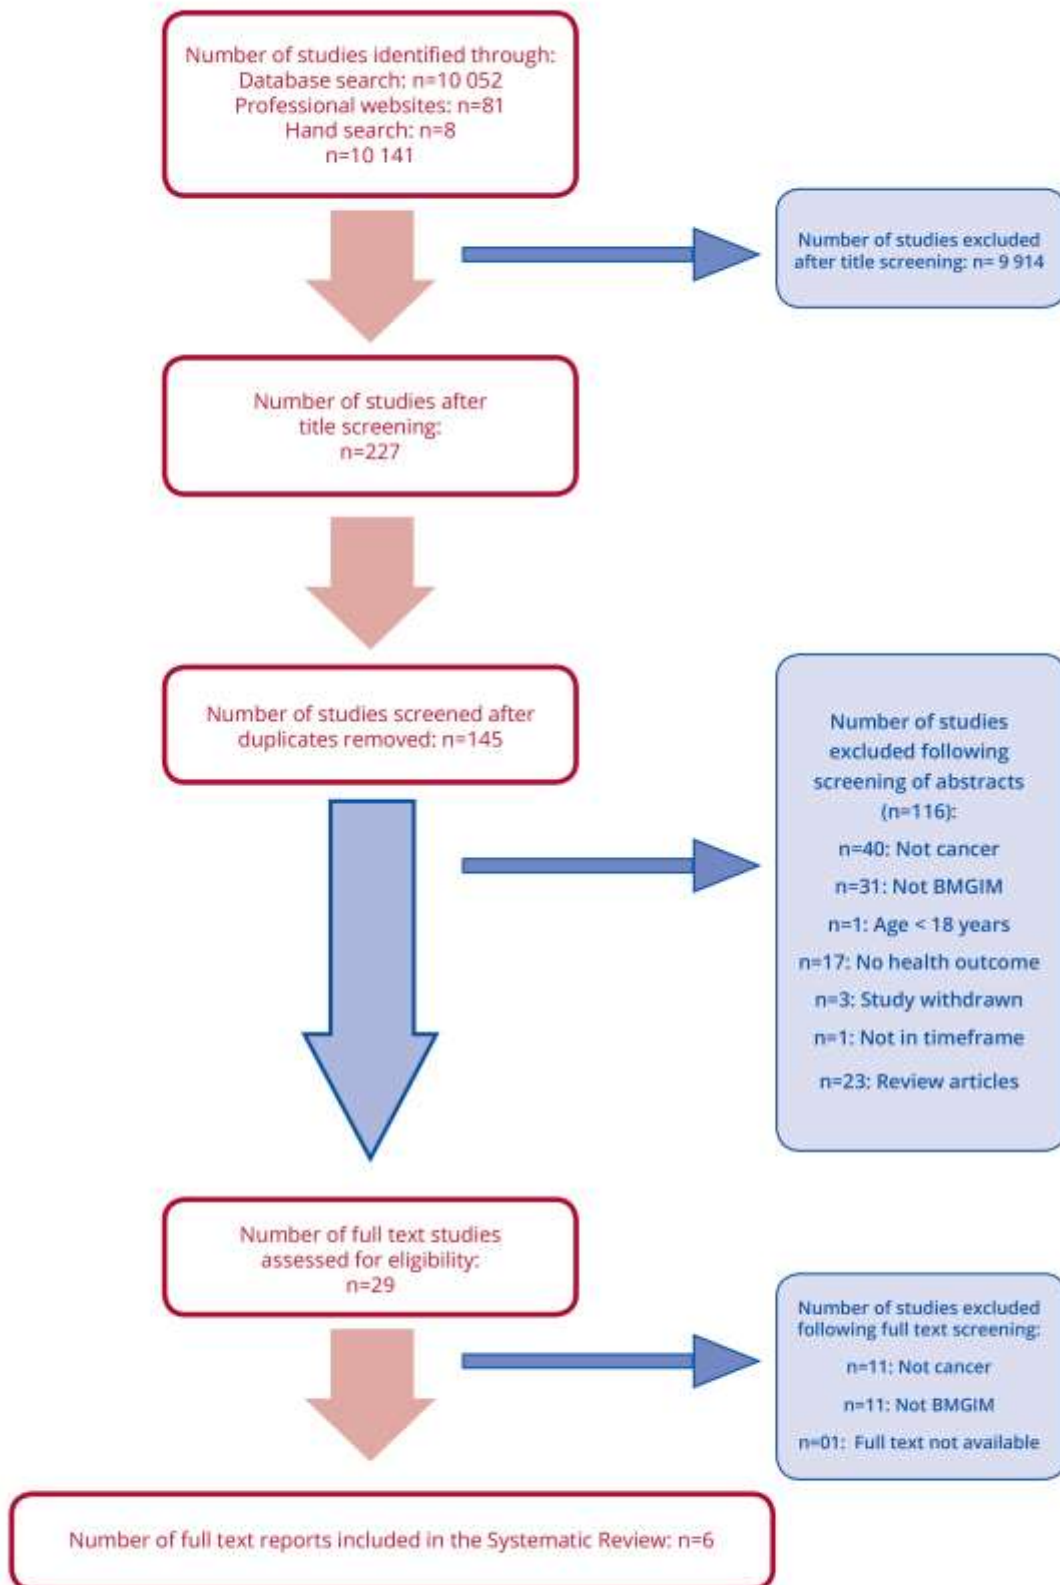 Number of studies identified through:
Database search: n=10 052
Professional websites: n=81
Hand search: n=8
n=10 141
Number of studies excluded
after title screening: n= 9 914
Number of studies after
title screening:
n=227
Number of studies screened after
duplicates removed: n=145
Number of studies
excluded following
screening of abstracts
(n=116):
n=40: Not cancer
n=31: Not BMGIM
n=1: Age < 18 years
n=17: No health outcome
n=3: Study withdrawn
n=1: Not in timeframe
n=23: Review articles
Number of full text studies
assessed for eligibility:
n=29
Number of studies excluded
following full text screening:
n=11: Not cancer
n=11: Not BMGIM
n=01: Full text not available
Number of full text reports included in the Systematic Review: n=6